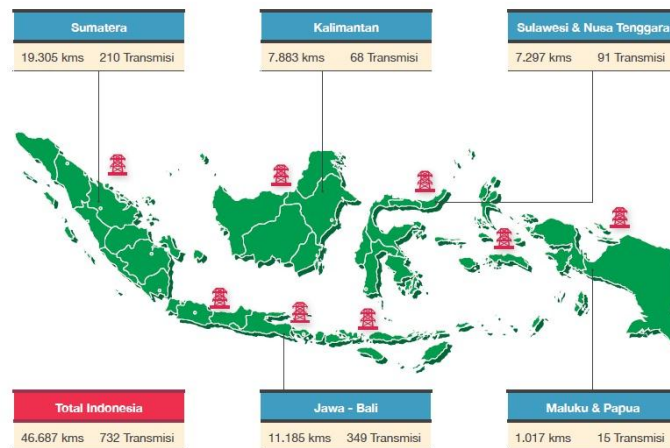 Sumatera
19.305 kms 210 Transmisi
Kalimantan
7.883 kms 68 Transmisi
Sulawesi & Nusa Tenggara
7.297 kms 91 Transmisi
Total Indonesia
46.687 kms 732 Transmisi
Jawa - Bali
11.185 kms 349 Transmisi
Maluku & Papua
1.017 kms 15 Transmisi